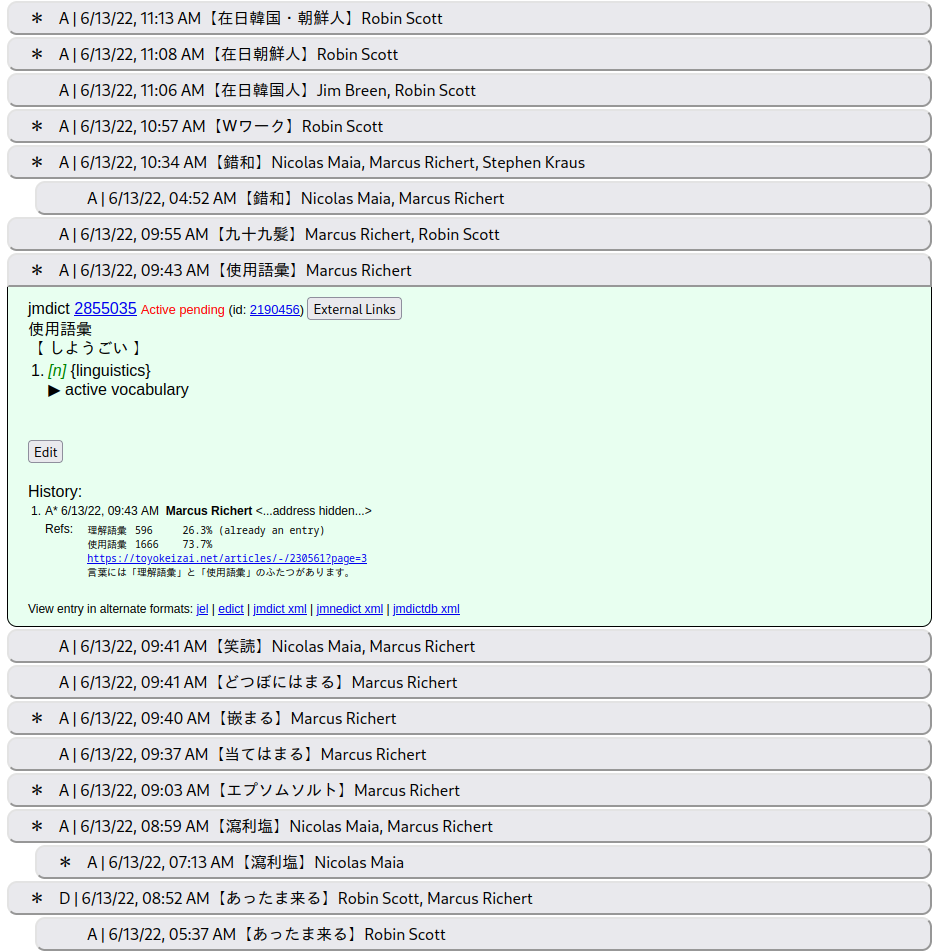 * A | 6/13/22, 11:13 AM【在日韓国・朝鮮人】Robin Scott
* A | 6/13/22, 11:08 AM【在日朝鮮人】Robin Scott
A | 6/13/22, 11:06 AM【在日韓国人】Jim Breen, Robin Scott
* A | 6/13/22, 10:57 AM【Wワーク】Robin Scott
* A | 6/13/22, 10:34 AM【錯和】Nicolas Maia, Marcus Richert, Stephen Kraus
A | 6/13/22, 04:52 AM【錯和】Nicolas Maia, Marcus Richert
A | 6/13/22, 09:55 AM【九十九髪】Marcus Richert, Robin Scott
* A | 6/13/22, 09:43 AM【使用語彙】Marcus Richert
jmdict 2855035 Active pending (id: 2190456) External Links
使用語彙
【 しようごい 】
1. [n] {linguistics}
▶ active vocabulary
Edit
History:
1. A* 6/13/22, 09:43 AM Marcus Richert <...address hidden...>
Refs: 理解語彙 596 26.3% (already an entry)
使用語彙 1666 73.7%
https://toyokeizai.net/articles/-/230561?page=3
言葉には「理解語彙」と「使用語彙」のふたつがあります。
View entry in alternate formats: jel | edict | jmdict xml | jmnedict xml | jmdictdb xml
A | 6/13/22, 09:41 AM【笑読】Nicolas Maia, Marcus Richert
A | 6/13/22, 09:41 AM【どつぼにはまる】Marcus Richert
* A | 6/13/22, 09:40 AM【嵌まる】Marcus Richert
A | 6/13/22, 09:37 AM【当てはまる】Marcus Richert
* A | 6/13/22, 09:03 AM【エプソムソルト】Marcus Richert
* A | 6/13/22, 08:59 AM【瀉利塩】Nicolas Maia, Marcus Richert
* A | 6/13/22, 07:13 AM【瀉利塩】Nicolas Maia
* D | 6/13/22, 08:52 AM【あったま来る】Robin Scott, Marcus Richert
A | 6/13/22, 05:37 AM【あったま来る】Robin Scott